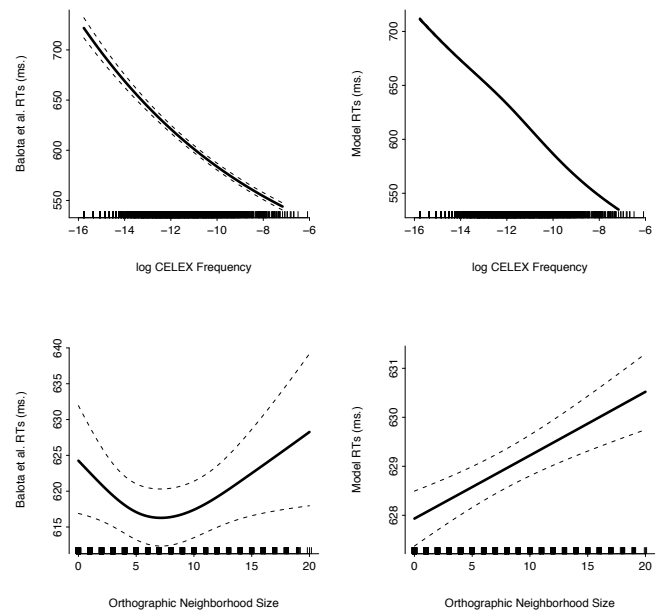 Balota et al. RTs (ms.)
700
650
600
550
−16 −14 −12 −10 −8 −6
log CELEX Frequency
Model RTs (ms.)
700
650
600
550
−16 −14 −12 −10 −8 −6
log CELEX Frequency
Balota et al. RTs (ms.)
640
635
630
625
620
615
0 5 10 15 20
Orthographic Neighborhood Size
Model RTs (ms.)
631
630
629
628
0 5 10 15 20
Orthographic Neighborhood Size